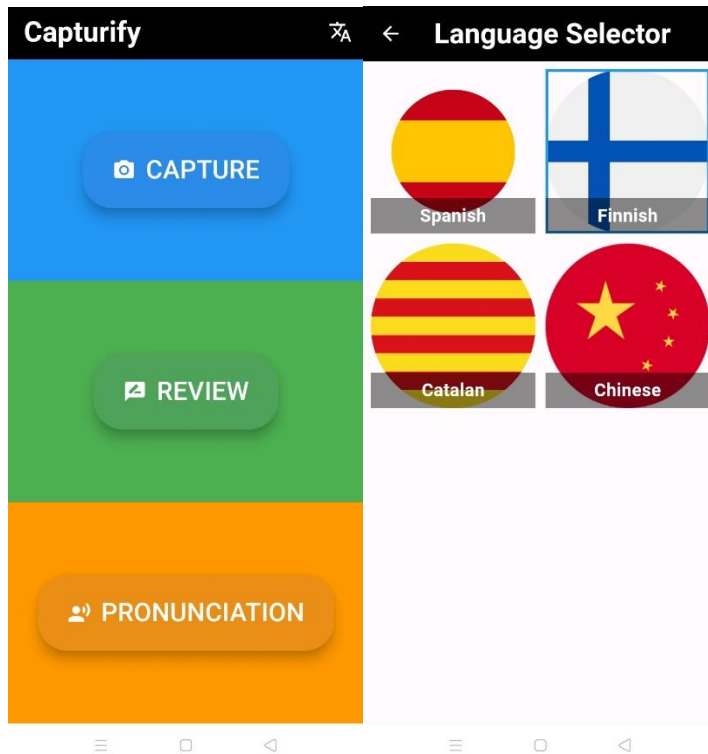 Capturify
CAPTURE
REVIEW
PRONUNCIATION
Language Selector
Spanish
Finnish
Catalan
Chinese